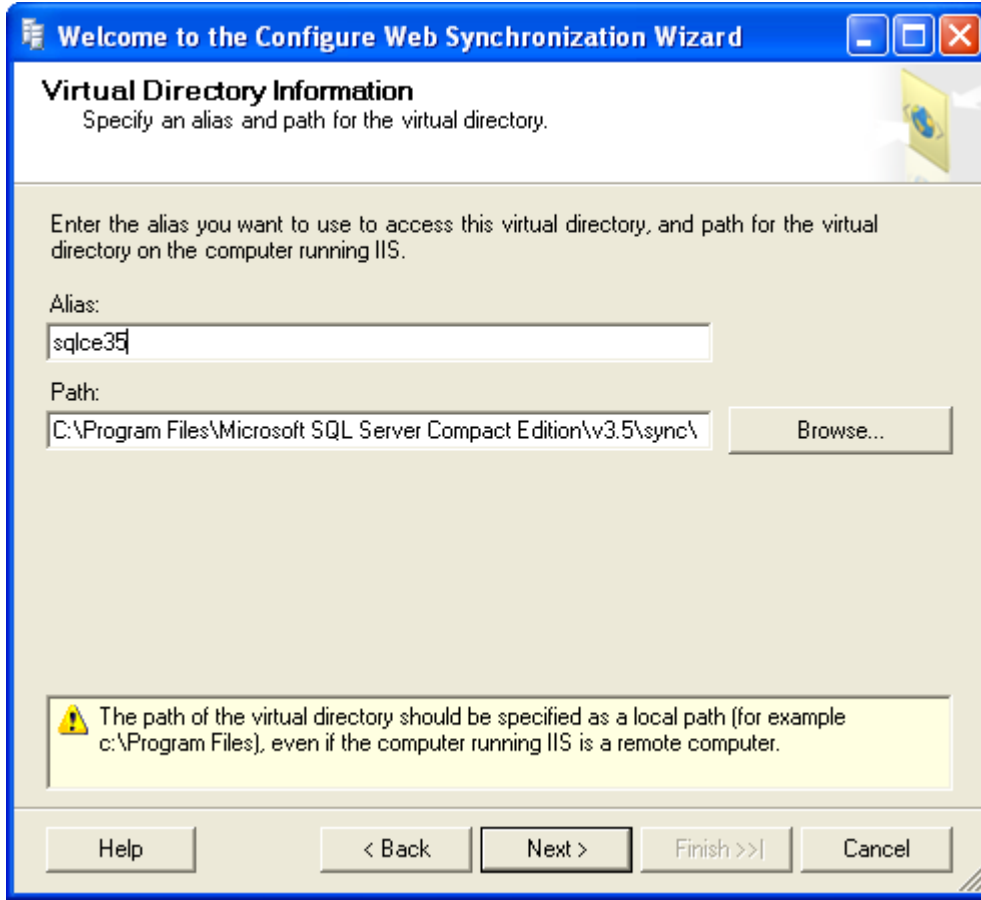 Welcome to the Configure Web Synchronization Wizard
Virtual Directory Information
Specify an alias and path for the virtual directory.
Enter the alias you want to use to access this virtual directory, and path for the virtual
directory on the computer running IIS.
Alias:
sqlce35
Path:
C:\Program Files\Microsoft SQL Server Compact Edition\v3.5\sync\
Browse...
The path of the virtual directory should be specified as a local path (for example
c:\Program Files), even if the computer running IIS is a remote computer.
Help
< Back
Next >
Finish >>|
Cancel